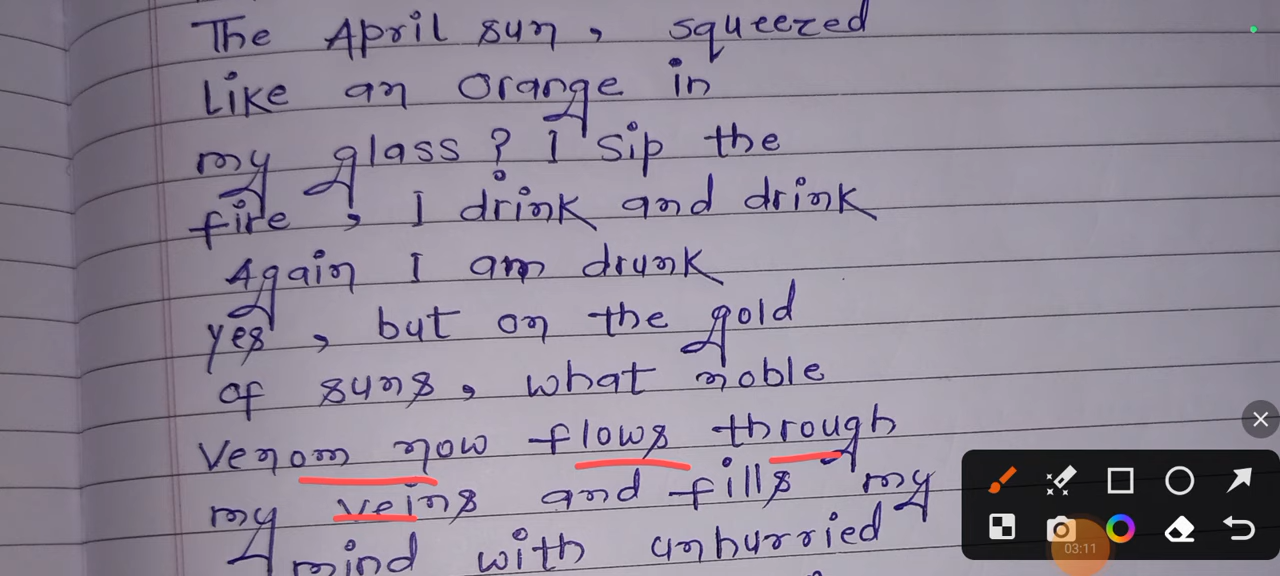 The April sun, squeezed
Like an Orange in
my glass? I sip the
fire, I drink and drink
Again I am drunk
yes, but on the gold
of suns, what noble
Venom now flows through
my veins and fills my
mind with unhurried
03:11